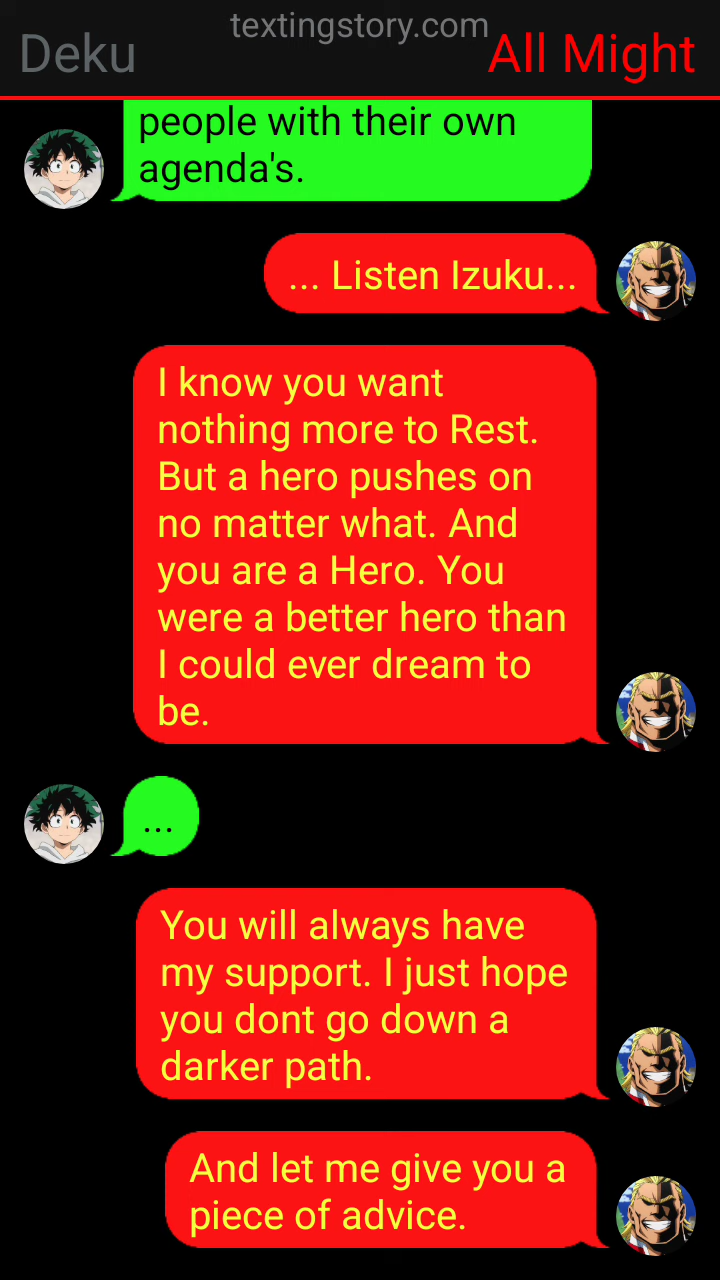 textingstory.com
Deku
All Might
people with their own
agenda's.
... Listen Izuku...
I know you want
nothing more to Rest.
But a hero pushes on
no matter what. And
you are a Hero. You
were a better hero than
I could ever dream to
be.
...
You will always have
my support. I just hope
you dont go down a
darker path.
And let me give you a
piece of advice.